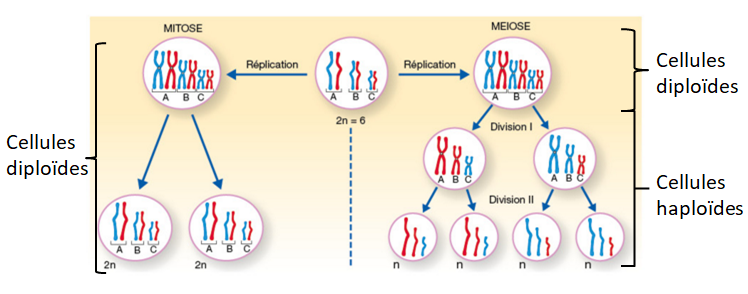 MITOSE
MEIOSE
Cellules
diploïdes
Réplication
Réplication
A B C
A B C
A B C
2n = 6
Cellules
diploïdes
Division I
A B C
A B C
Division II
Cellules
haploïdes
A B C
A B C
2n
2n
n
n
n
n